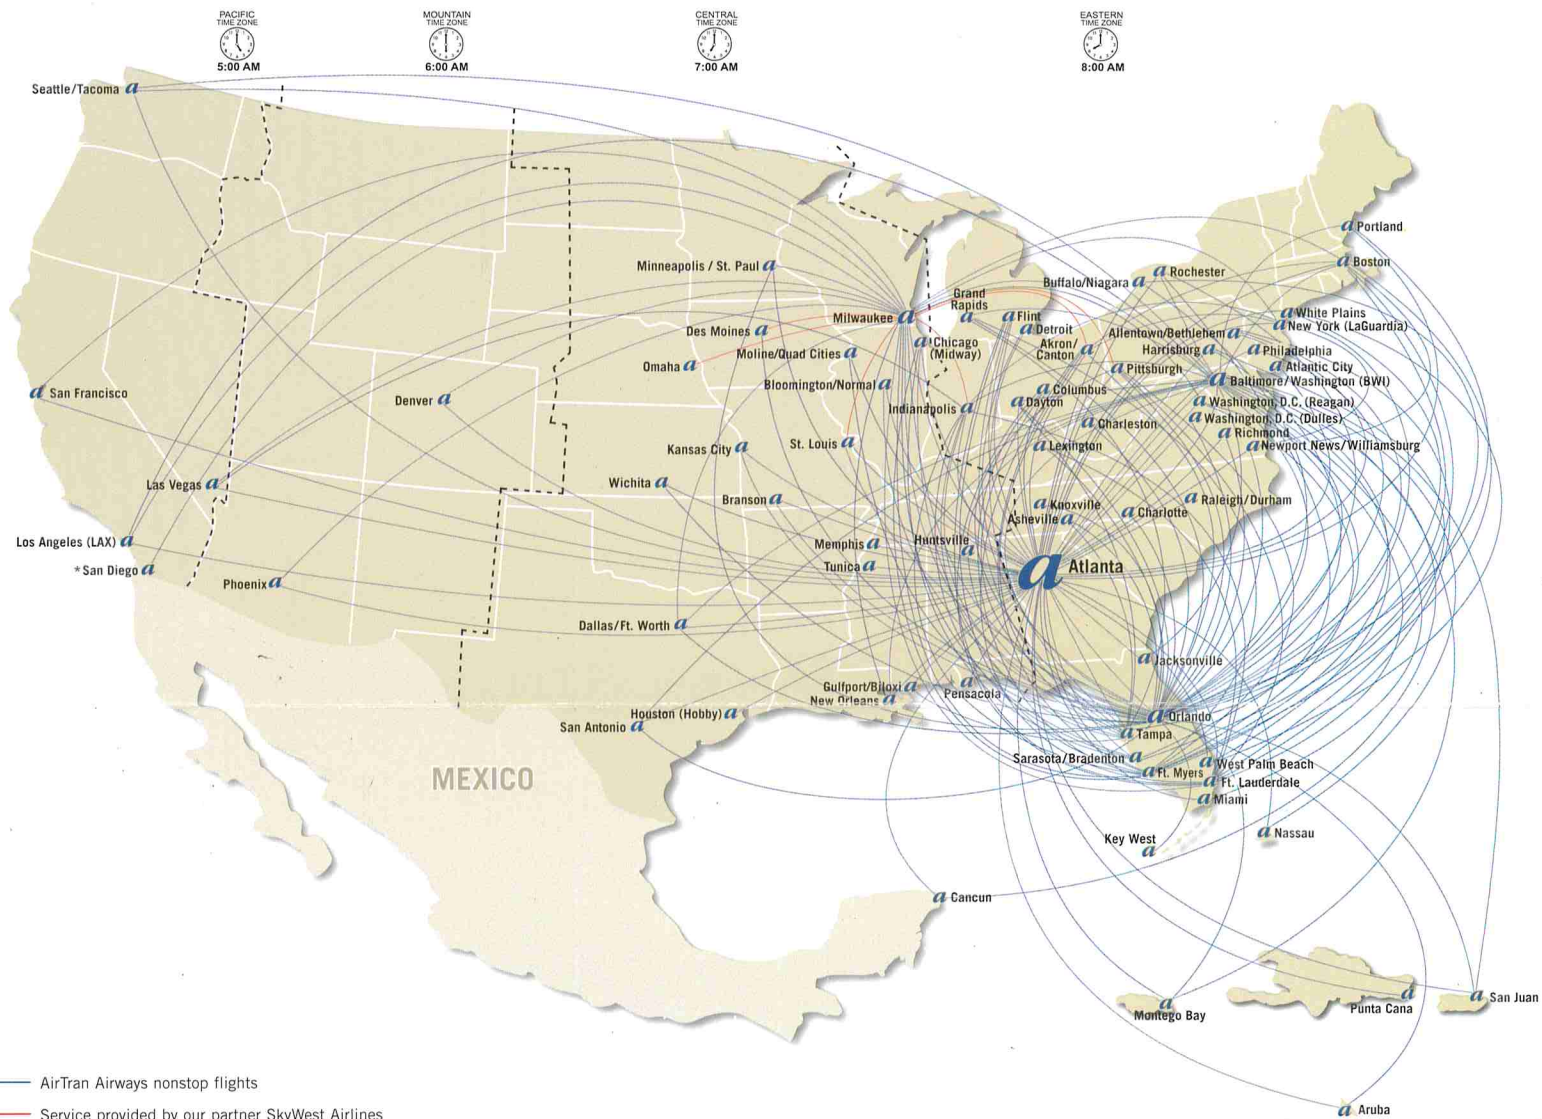 PACIFIC
TIME ZONE
5:00 AM
MOUNTAIN
TIME ZONE
6:00 AM
CENTRAL
TIME ZONE
7:00 AM
EASTERN
TIME ZONE
8:00 AM
Seattle/Tacoma
Portland
Boston
Minneapolis / St. Paul
Rochester
Buffalo/Niagara
Grand
Rapids
Milwaukee
Flint
White Plains
New York (LaGuardia)
Des Moines
Detroit
Allentown/Bethlehem
Chicago
(Midway)
Akron/
Canton
Harrisburg
Philadelphia
Moline/Quad Cities
Omaha
Pittsburgh
Atlantic City
Bloomington/Normal
Baltimore/Washington (BWI)
San Francisco
Denver
Columbus
Dayton
Washington, D.C. (Reagan)
Indianapolis
Washington, D.C. (Dulles)
Charleston
Richmond
Kansas City
St. Louis
Lexington
Newport News/Williamsburg
Las Vegas
Wichita
Branson
Knoxville
Raleigh/Durham
Asheville
Charlotte
Los Angeles (LAX)
Memphis
Huntsville
*San Diego
Tunica
a Atlanta
Phoenix
Dallas/Ft. Worth
Jacksonville
Gulfport/Biloxi
New Orleans
Pensacola
Houston (Hobby)
San Antonio
Orlando
Tampa
Sarasota/Bradenton
West Palm Beach
Ft. Myers
Ft. Lauderdale
Miami
MEXICO
Key West
Nassau
Cancun
Montego Bay
Punta Cana
San Juan
Aruba
AirTran Airways nonstop flights
Service provided by our partner SkyWest Airlines